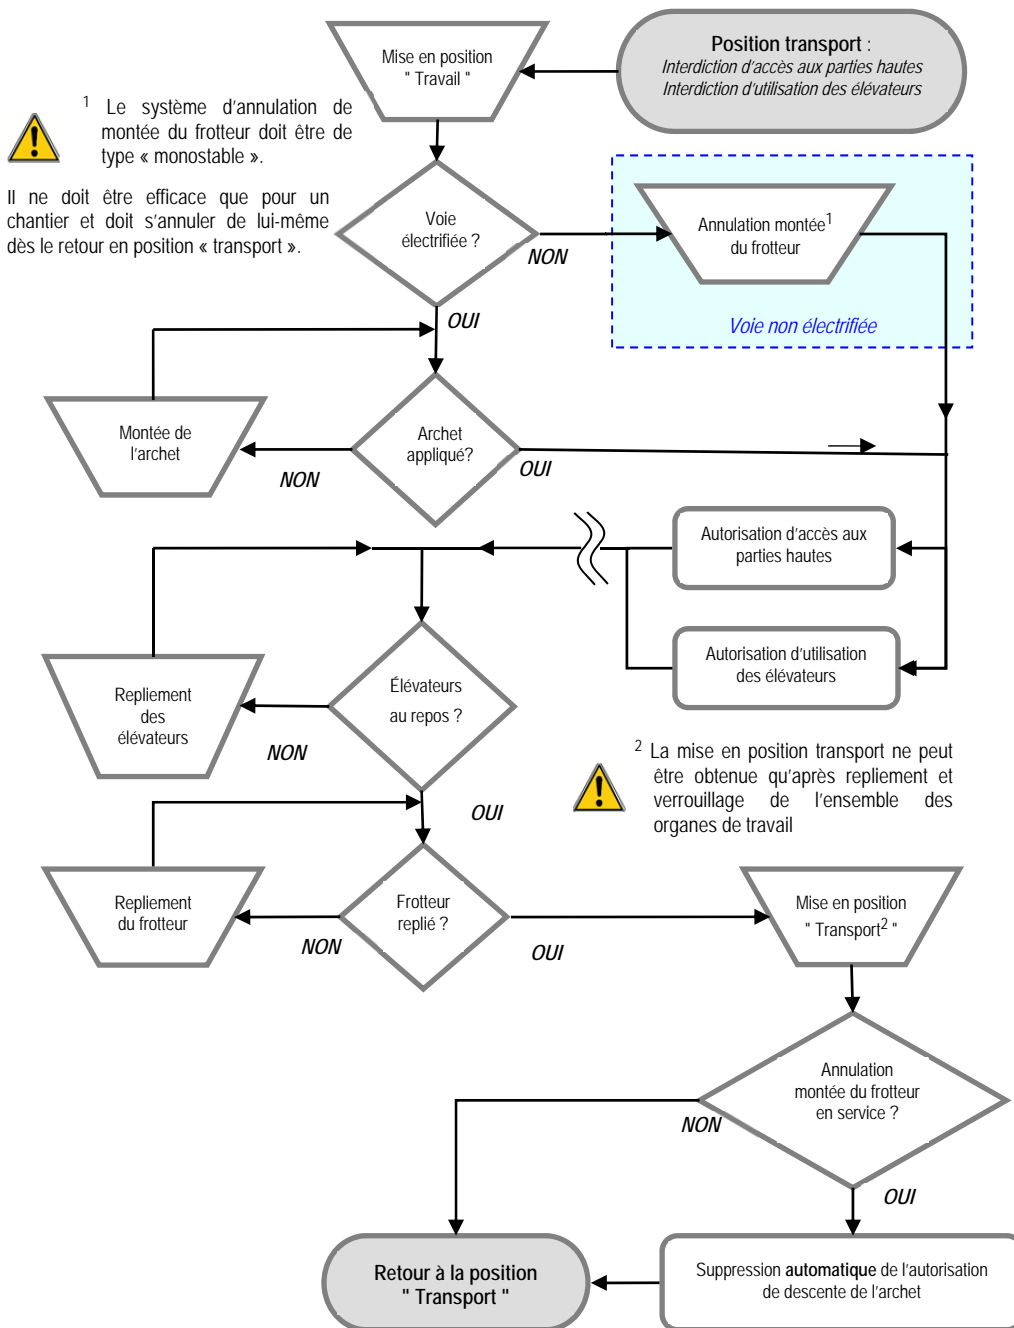 Mise en position
" Travail "
Position transport :
Interdiction d'accès aux parties hautes
Interdiction d'utilisation des élévateurs
1 Le système d'annulation de
montée du frotteur doit être de
type « monostable ».
Il ne doit être efficace que pour un
chantier et doit s'annuler de lui-même
dès le retour en position « transport ».
Voie
électrifiée ?
NON
Annulation montée1
du frotteur
Voie non électrifiée
OUI
Montée de
l'archet
NON
Archet
appliqué?
OUI
Autorisation d'accès aux
parties hautes
Autorisation d'utilisation
des élévateurs
Repliement
des
élévateurs
NON
Élévateurs
au repos ?
OUI
2 La mise en position transport ne peut
être obtenue qu'après repliement et
verrouillage de l'ensemble des
organes de travail
Repliement
du frotteur
NON
Frotteur
replié ?
OUI
Mise en position
" Transport2 "
Annulation
montée du frotteur
en service ?
NON
OUI
Retour à la position
" Transport "
Suppression automatique de l'autorisation
de descente de l'archet